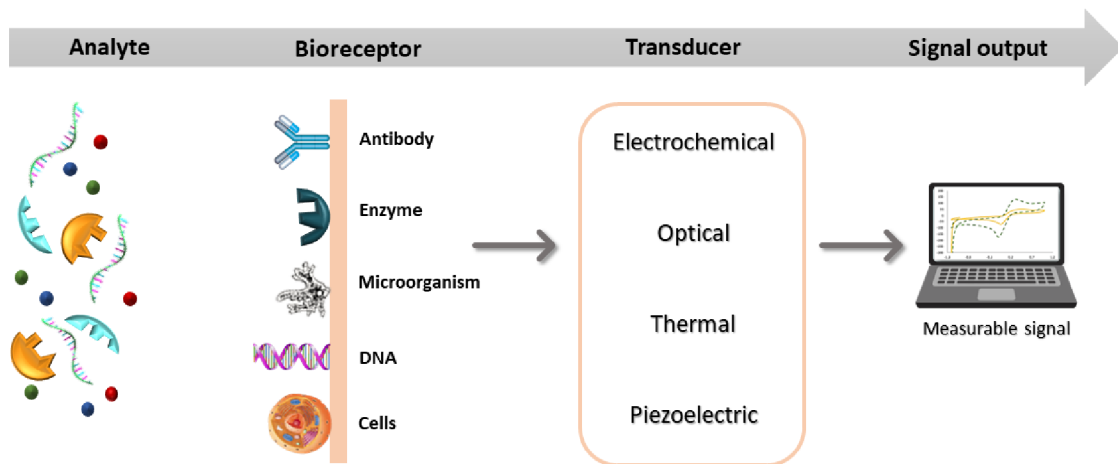 Analyte
Bioreceptor
Transducer
Signal output
Antibody
Enzyme
Microorganism
DNA
Cells
Electrochemical
Optical
Thermal
Piezoelectric
Measurable signal